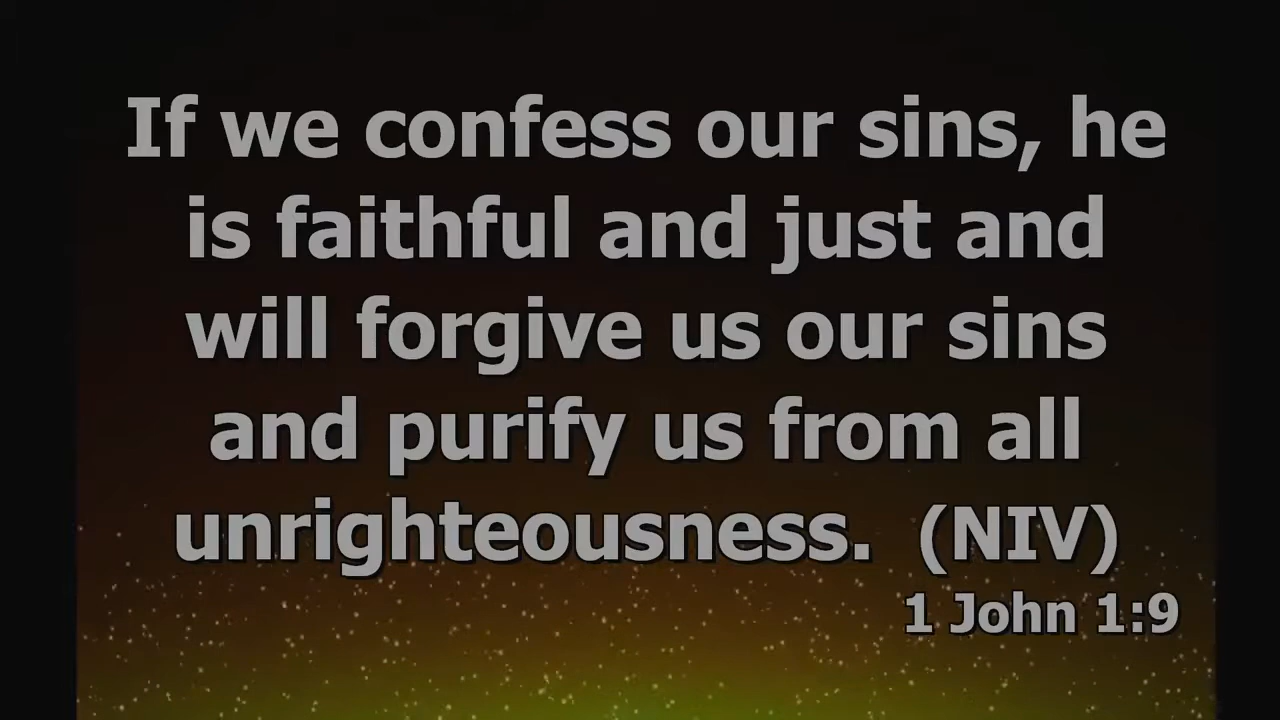 If we confess our sins, he
is faithful and just and
will forgive us our sins
and purify us from all
unrighteousness.  (NIV)
1 John 1:9